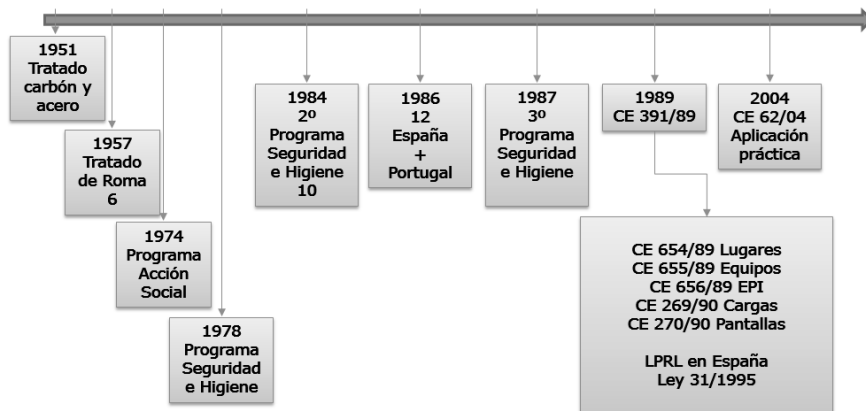 1951
Tratado
carbón y
acero
1957
Tratado
de Roma
6
1974
Programa
Acción
Social
1978
Programa
Seguridad
e Higiene
1984
2º
Programa
Seguridad
e Higiene
10
1986
12
España
+
Portugal
1987
3º
Programa
Seguridad
e Higiene
1989
CE 391/89
CE 654/89 Lugares
CE 655/89 Equipos
CE 656/89 EPI
CE 269/90 Cargas
CE 270/90 Pantallas
LPRL en España
Ley 31/1995
2004
CE 62/04
Aplicación
práctica